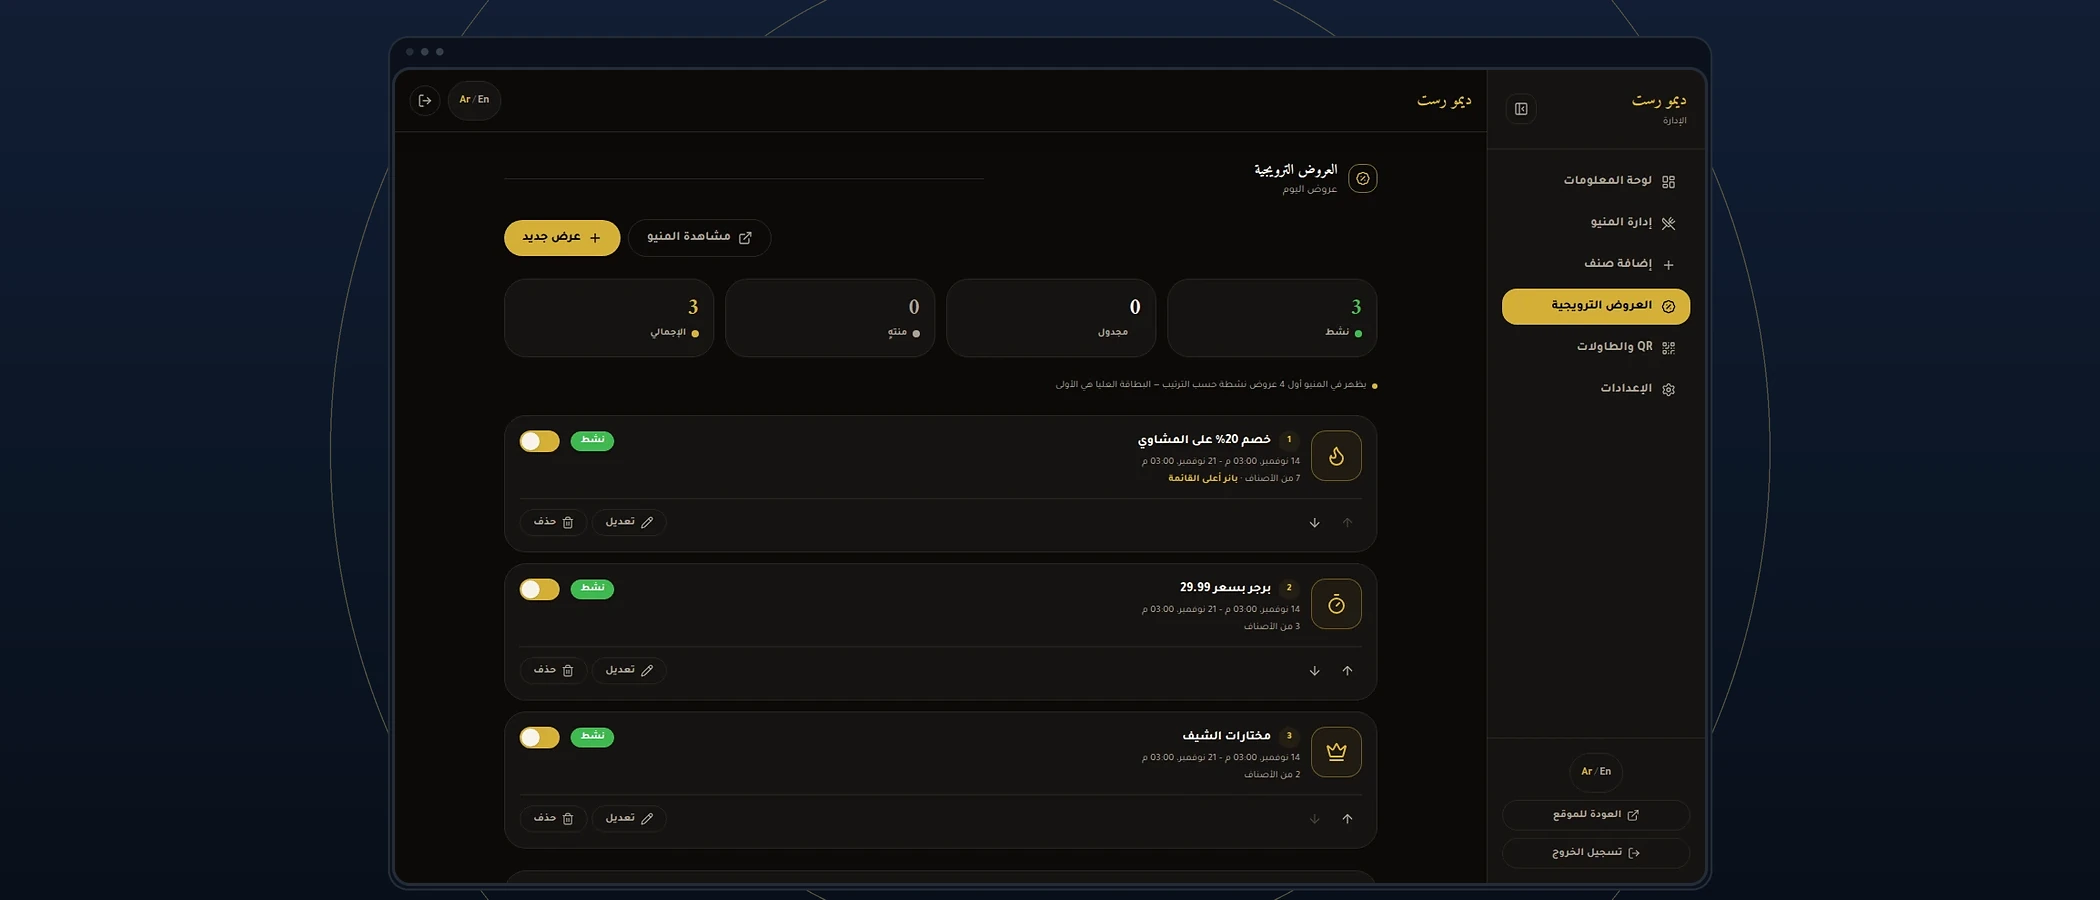 ديمو رست
الإدارة
لوحة المعلومات
إدارة المنيو
إضافة صنف
العروض الترويجية
QR والطاولات
الإعدادات
Ar / En
العودة للموقع
تسجيل الخروج
ديمو رست
Ar / En
العروض الترويجية
عروض اليوم
مشاهدة المنيو
عرض جديد
3
نشط
0
مجدول
0
منتهٍ
3
الإجمالي
يظهر في المنيو أول 4 عروض نشطة حسب الترتيب – البطاقة العليا هي الأولى
1 خصم 20% على المشاوي
نشط
14 نوفمبر، 03:00 م - 21 نوفمبر، 03:00 م
7 من الأصناف · بانر أعلى القائمة
تعديل
حذف
2 برجر بسعر 29.99
نشط
14 نوفمبر، 03:00 م - 21 نوفمبر، 03:00 م
3 من الأصناف
تعديل
حذف
3 مختارات الشيف
نشط
14 نوفمبر، 03:00 م - 21 نوفمبر، 03:00 م
2 من الأصناف
تعديل
حذف